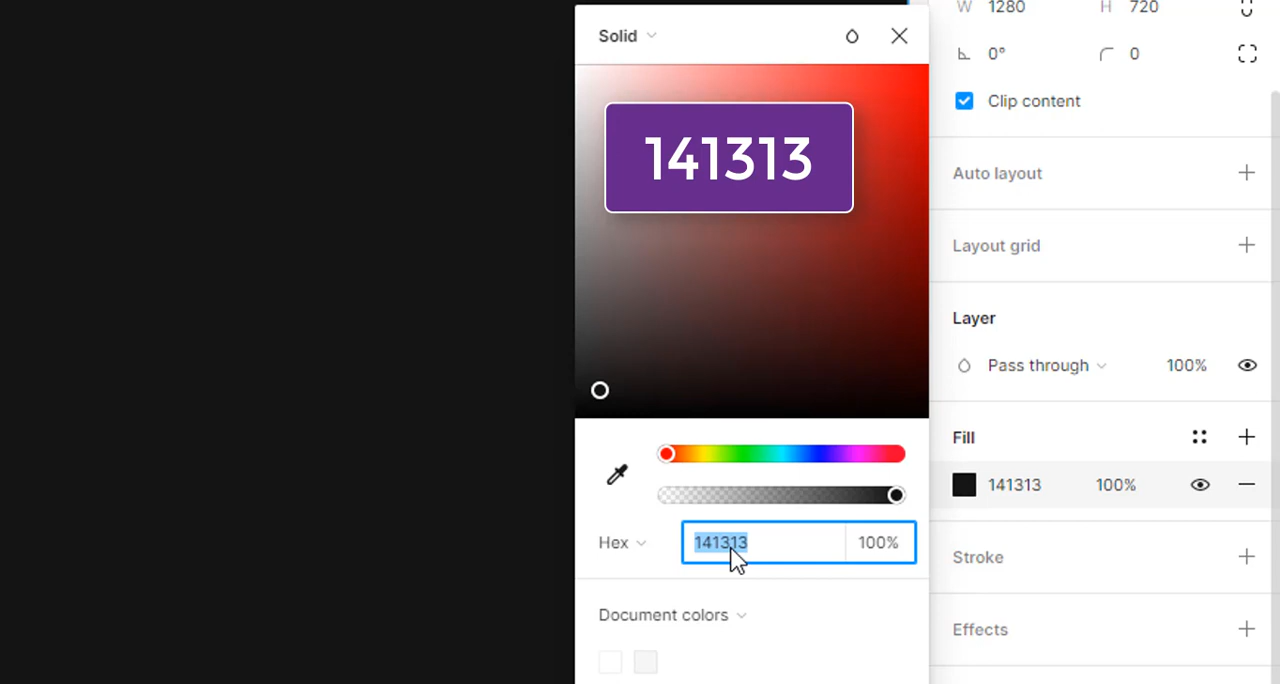 Solid
141313
Hex
141313
100%
Document colors
W 1280 H 720
0° 0
Clip content
Auto layout
Layout grid
Layer
Pass through 100%
Fill
141313 100%
Stroke
Effects